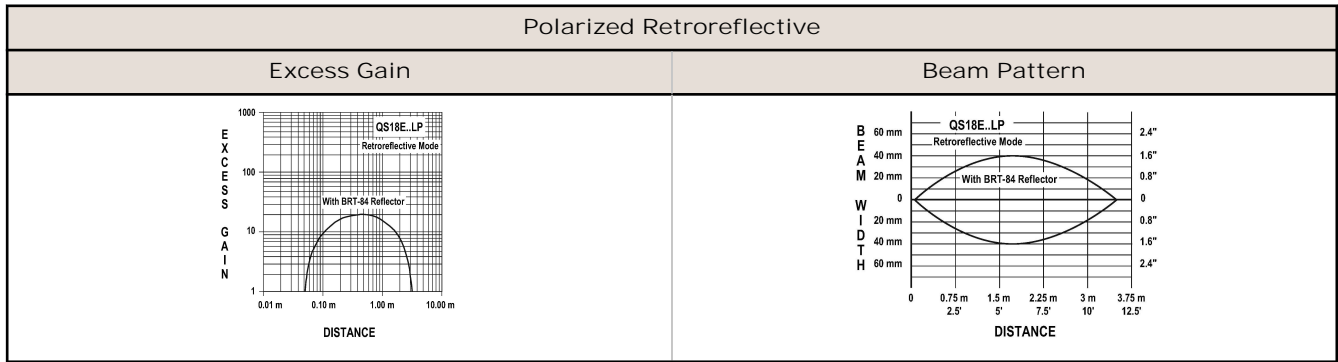 Polarized Retroreflective
Excess Gain
Beam Pattern
EXCESS GAIN
1000
100
10
1
QS18E..LP
Retroreflective Mode
With BRT-84 Reflector
0.01 m 0.10 m 1.00 m 10.00 m
DISTANCE
BEAM WIDTH
60 mm
40 mm
20 mm
0
20 mm
40 mm
60 mm
QS18E..LP
Retroreflective Mode
With BRT-84 Reflector
2.4"
1.6"
0.8"
0
0.8"
1.6"
2.4"
0 0.75 m 1.5 m 2.25 m 3 m 3.75 m
2.5' 5' 7.5' 10' 12.5'
DISTANCE